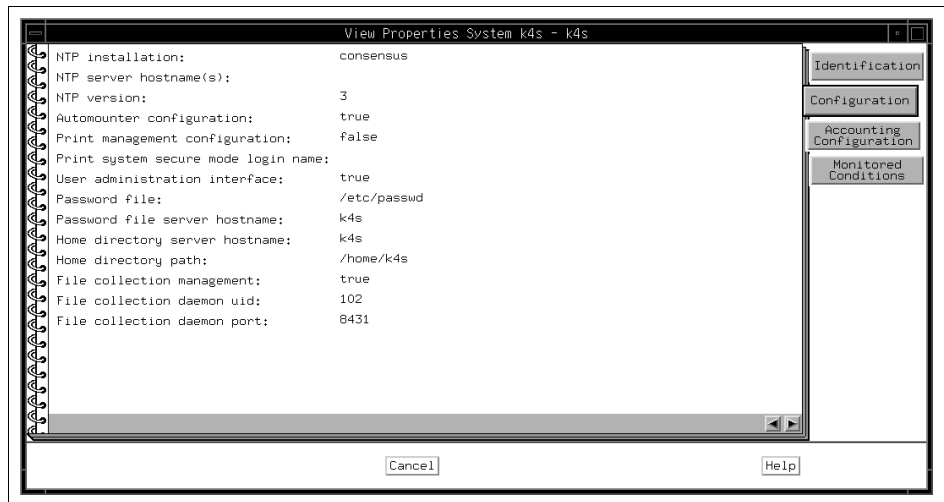 View Properties System k4s - k4s
NTP installation: consensus
NTP server hostname(s):
NTP version: 3
Automounter configuration: true
Print management configuration: false
Print system secure mode login name:
User administration interface: true
Password file: /etc/passwd
Password file server hostname: k4s
Home directory server hostname: k4s
Home directory path: /home/k4s
File collection management: true
File collection daemon uid: 102
File collection daemon port: 8431
Identification
Configuration
Accounting
Configuration
Monitored
Conditions
Cancel
Help